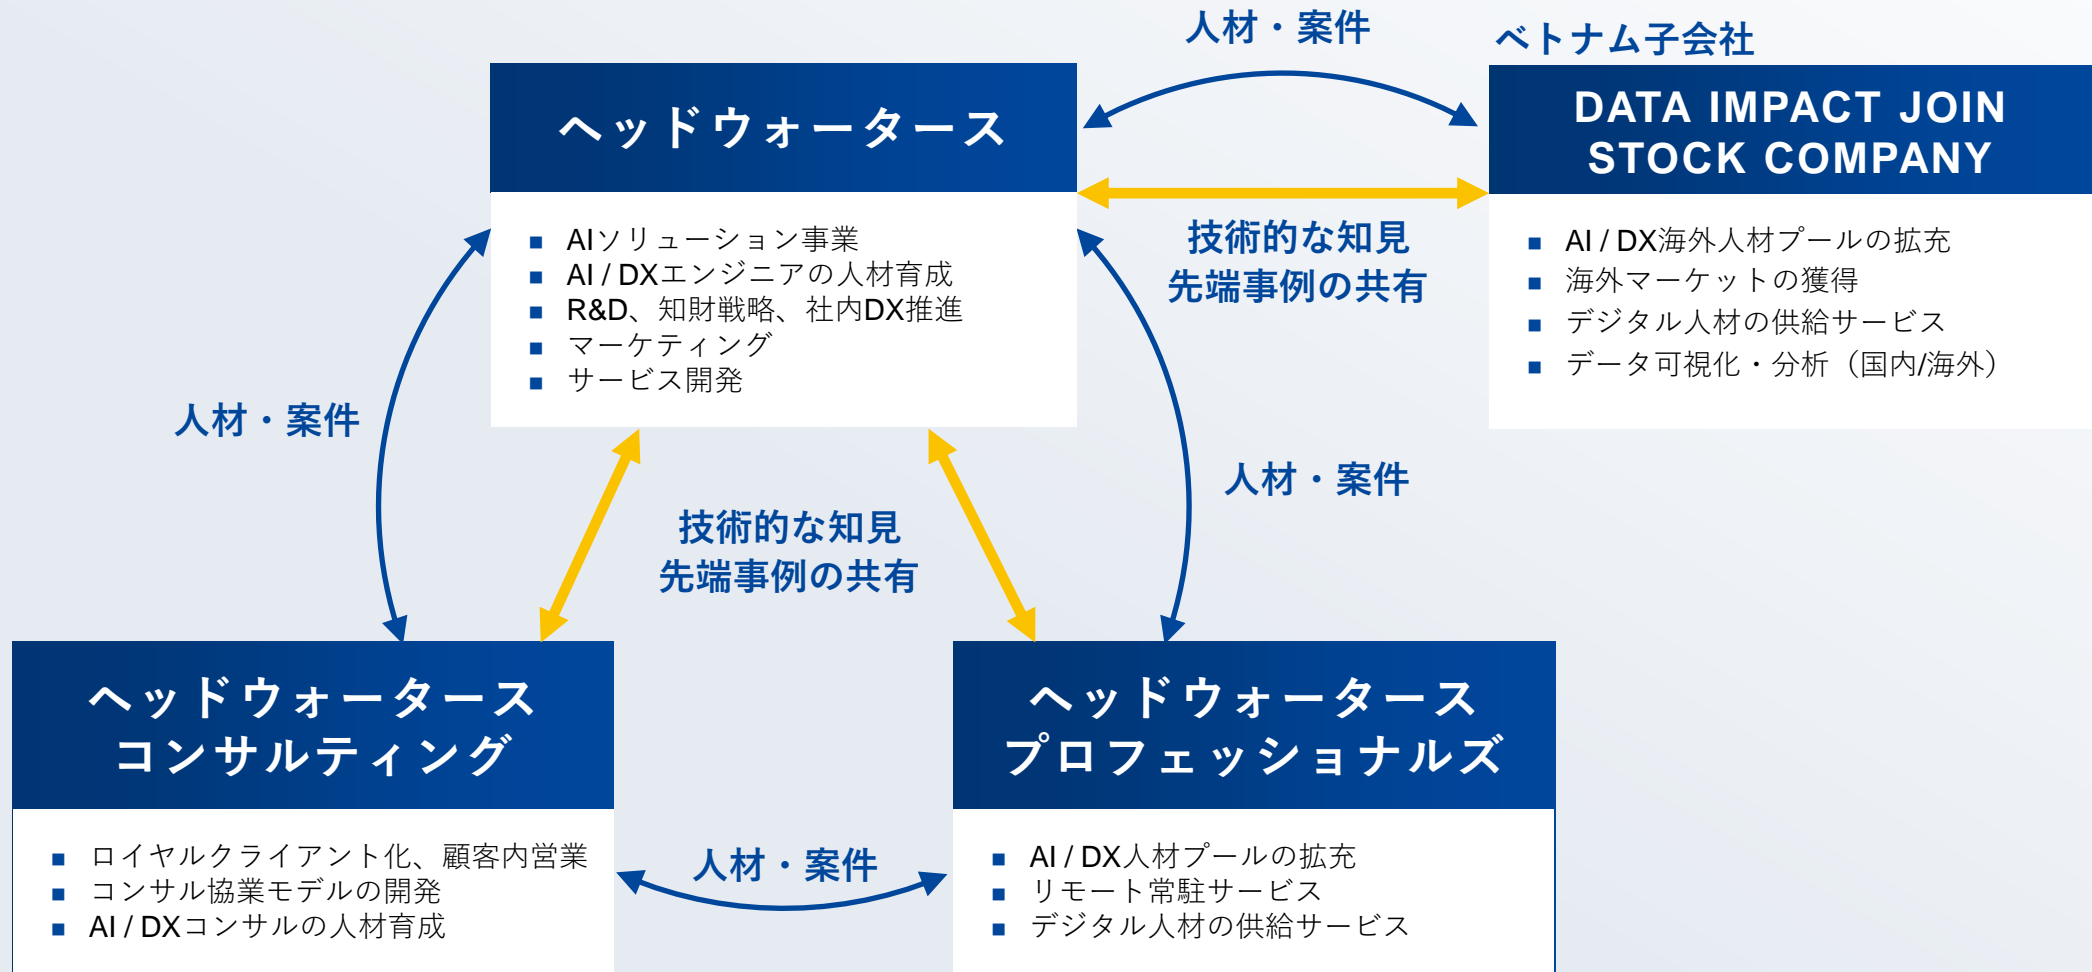 人材・案件
ベトナム子会社
ヘッドウォータース
DATA IMPACT JOIN
STOCK COMPANY
AIソリューション事業
AI / DXエンジニアの人材育成
R&D、知財戦略、社内DX推進
マーケティング
サービス開発
技術的な知見
先端事例の共有
AI / DX海外人材プールの拡充
海外マーケットの獲得
デジタル人材の供給サービス
データ可視化・分析（国内/海外）
人材・案件
人材・案件
技術的な知見
先端事例の共有
ヘッドウォータース
コンサルティング
ロイヤルクライアント化、顧客内営業
コンサル協業モデルの開発
AI / DXコンサルの人材育成
人材・案件
ヘッドウォータース
プロフェッショナルズ
AI / DX人材プールの拡充
リモート常駐サービス
デジタル人材の供給サービス